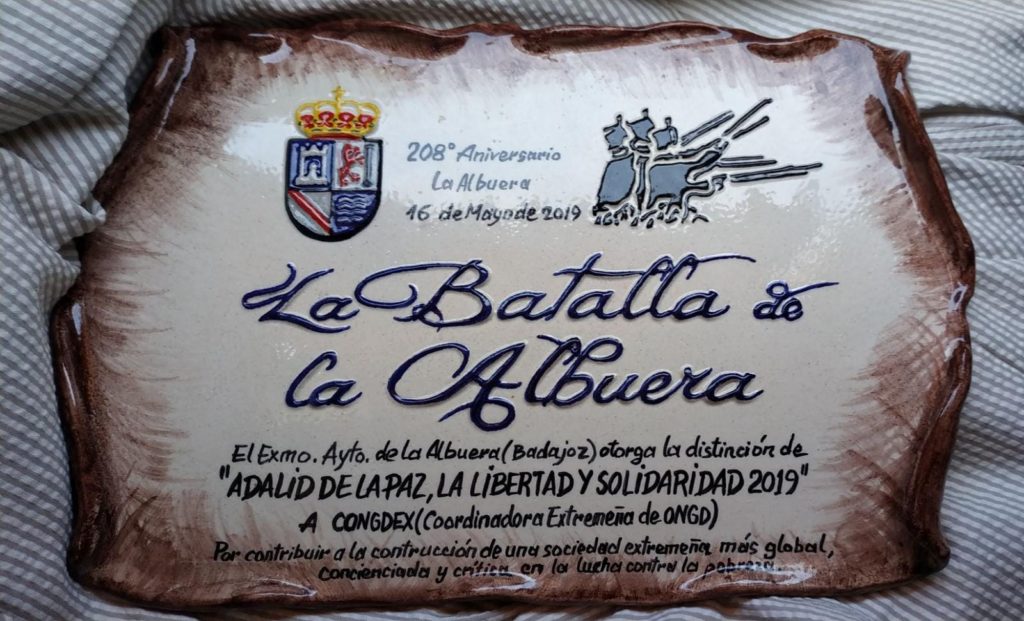 208° Aniversario
La Albuera
16 de Mayo de 2019
La Batalla de
la Albuera
El Exmo. Ayto. de la Albuera (Badajoz) otorga la distinción de
"ADALID DE LA PAZ, LA LIBERTAD Y SOLIDARIDAD 2019"
A CONGDEX (Coordinadora Extremeña de ONGD)
Por contribuir a la contrucción de una sociedad extremeña, más global,
concienciada y crítica en la lucha contra la pobreza.